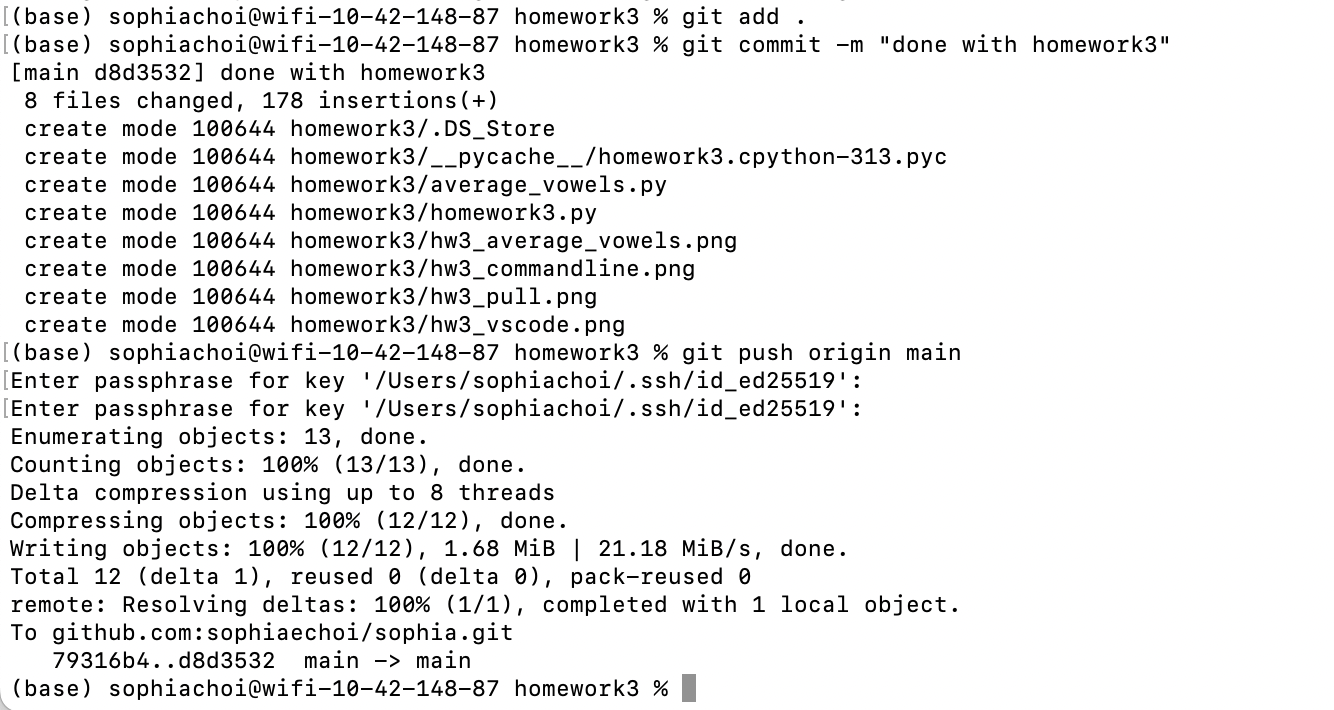 [(base) sophiachoi@wifi-10-42-148-87 homework3 % git add .
[(base) sophiachoi@wifi-10-42-148-87 homework3 % git commit -m "done with homework3"
[main d8d3532] done with homework3
 8 files changed, 178 insertions(+)
 create mode 100644 homework3/.DS_Store
 create mode 100644 homework3/__pycache__/homework3.cpython-313.pyc
 create mode 100644 homework3/average_vowels.py
 create mode 100644 homework3/homework3.py
 create mode 100644 homework3/hw3_average_vowels.png
 create mode 100644 homework3/hw3_commandline.png
 create mode 100644 homework3/hw3_pull.png
 create mode 100644 homework3/hw3_vscode.png
[(base) sophiachoi@wifi-10-42-148-87 homework3 % git push origin main
[Enter passphrase for key '/Users/sophiachoi/.ssh/id_ed25519':
[Enter passphrase for key '/Users/sophiachoi/.ssh/id_ed25519':
Enumerating objects: 13, done.
Counting objects: 100% (13/13), done.
Delta compression using up to 8 threads
Compressing objects: 100% (12/12), done.
Writing objects: 100% (12/12), 1.68 MiB | 21.18 MiB/s, done.
Total 12 (delta 1), reused 0 (delta 0), pack-reused 0
remote: Resolving deltas: 100% (1/1), completed with 1 local object.
To github.com:sophiaechoi/sophia.git
   79316b4..d8d3532  main -> main
(base) sophiachoi@wifi-10-42-148-87 homework3 %